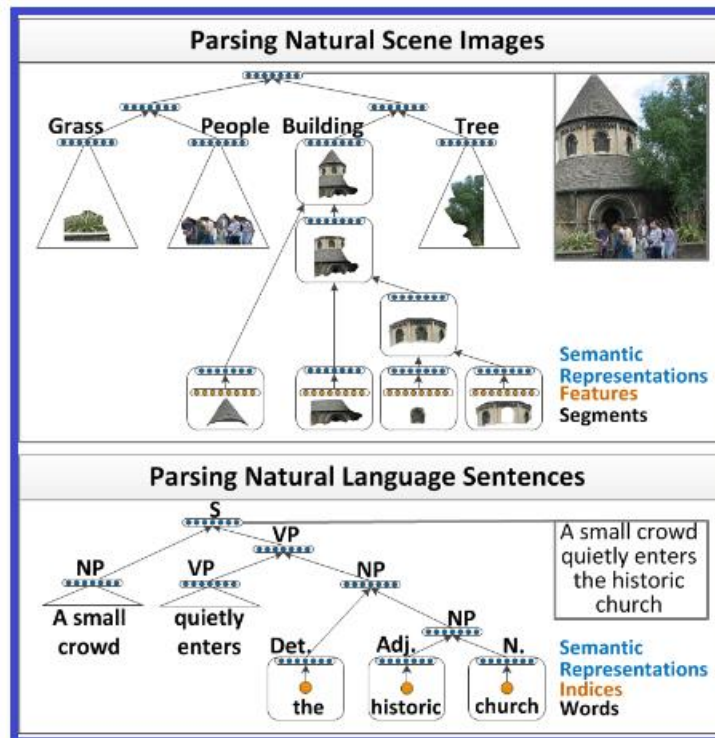 Parsing Natural Scene Images
Grass People Building Tree
Semantic
Representations
Features
Segments
Parsing Natural Language Sentences
S
VP
NP VP NP
A small
crowd
quietly
enters
NP
Det. Adj. N.
the historic church
A small crowd
quietly enters
the historic
church
Semantic
Representations
Indices
Words